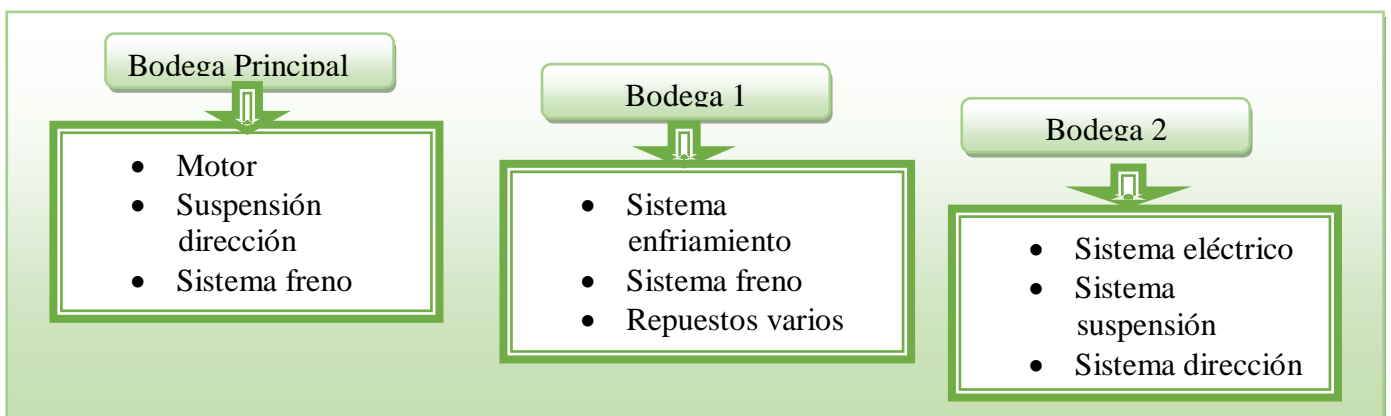 Bodega Principal
• Motor
• Suspensión
dirección
• Sistema freno
Bodega 1
• Sistema
enfriamiento
• Sistema freno
• Repuestos varios
Bodega 2
• Sistema eléctrico
• Sistema
suspensión
• Sistema dirección